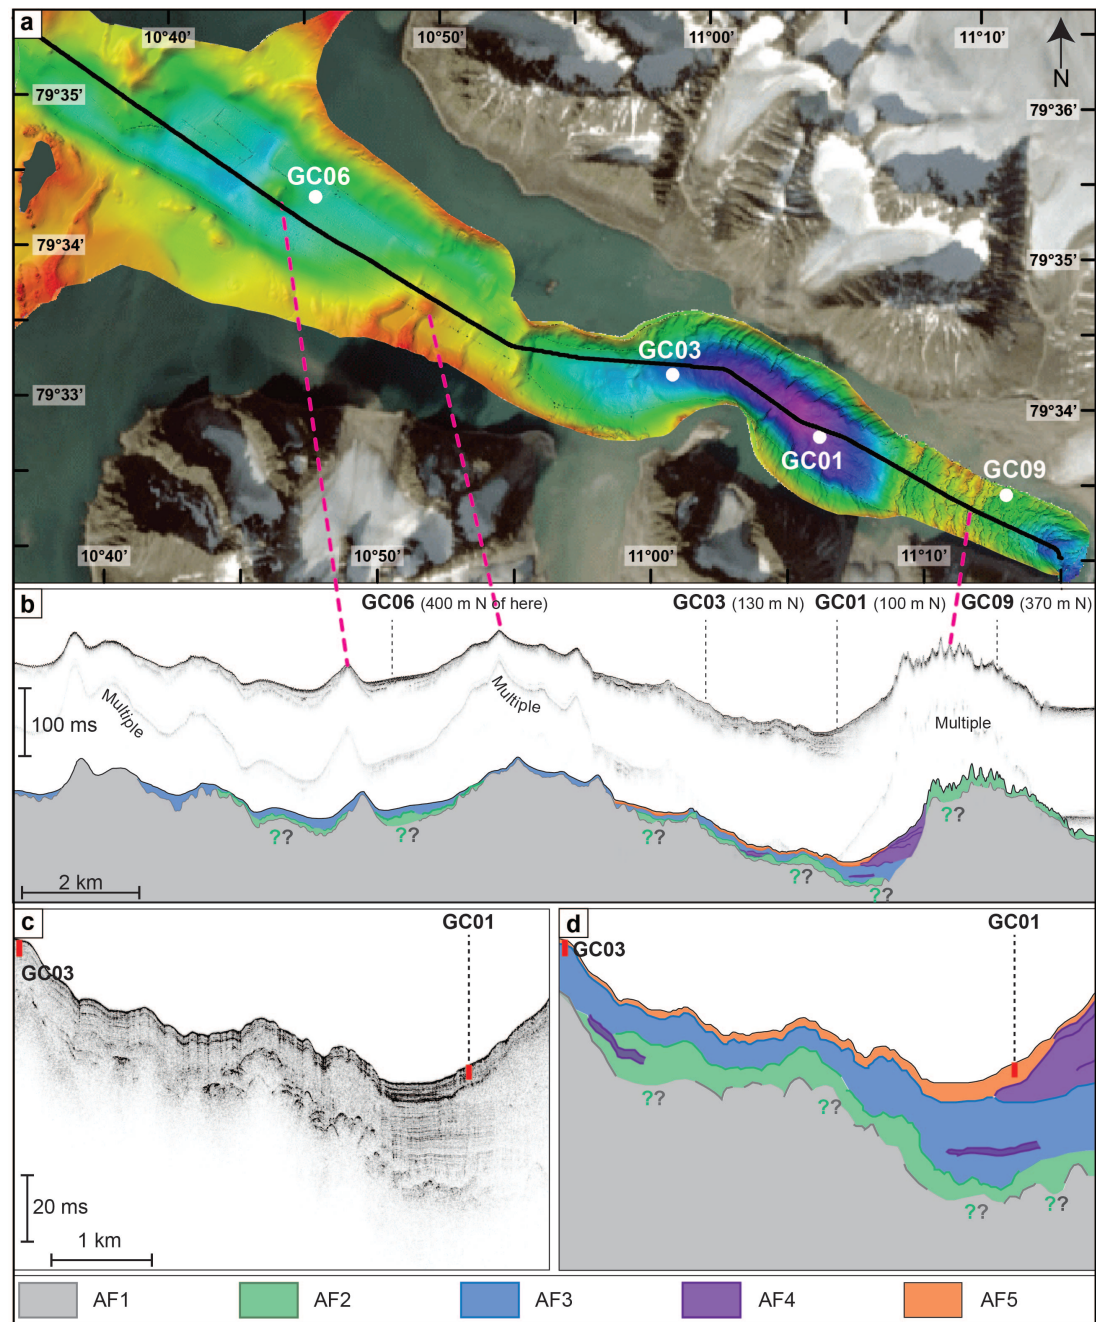 a
10°40'
10°50'
11°00'
11°10'
N
79°35'
79°36'
GC06
79°34'
79°35'
GC03
79°33'
79°34'
GC01
GC09
10°40'
10°50'
11°00'
11°10'
b
GC06 (400 m N of here)
GC03 (130 m N)
GC01 (100 m N)
GC09 (370 m N)
Multiple
Multiple
Multiple
100 ms
??
??
??
??
??
??
2 km
c
GC01
GC03
20 ms
1 km
d
GC01
GC03
??
??
??
??
AF1
AF2
AF3
AF4
AF5